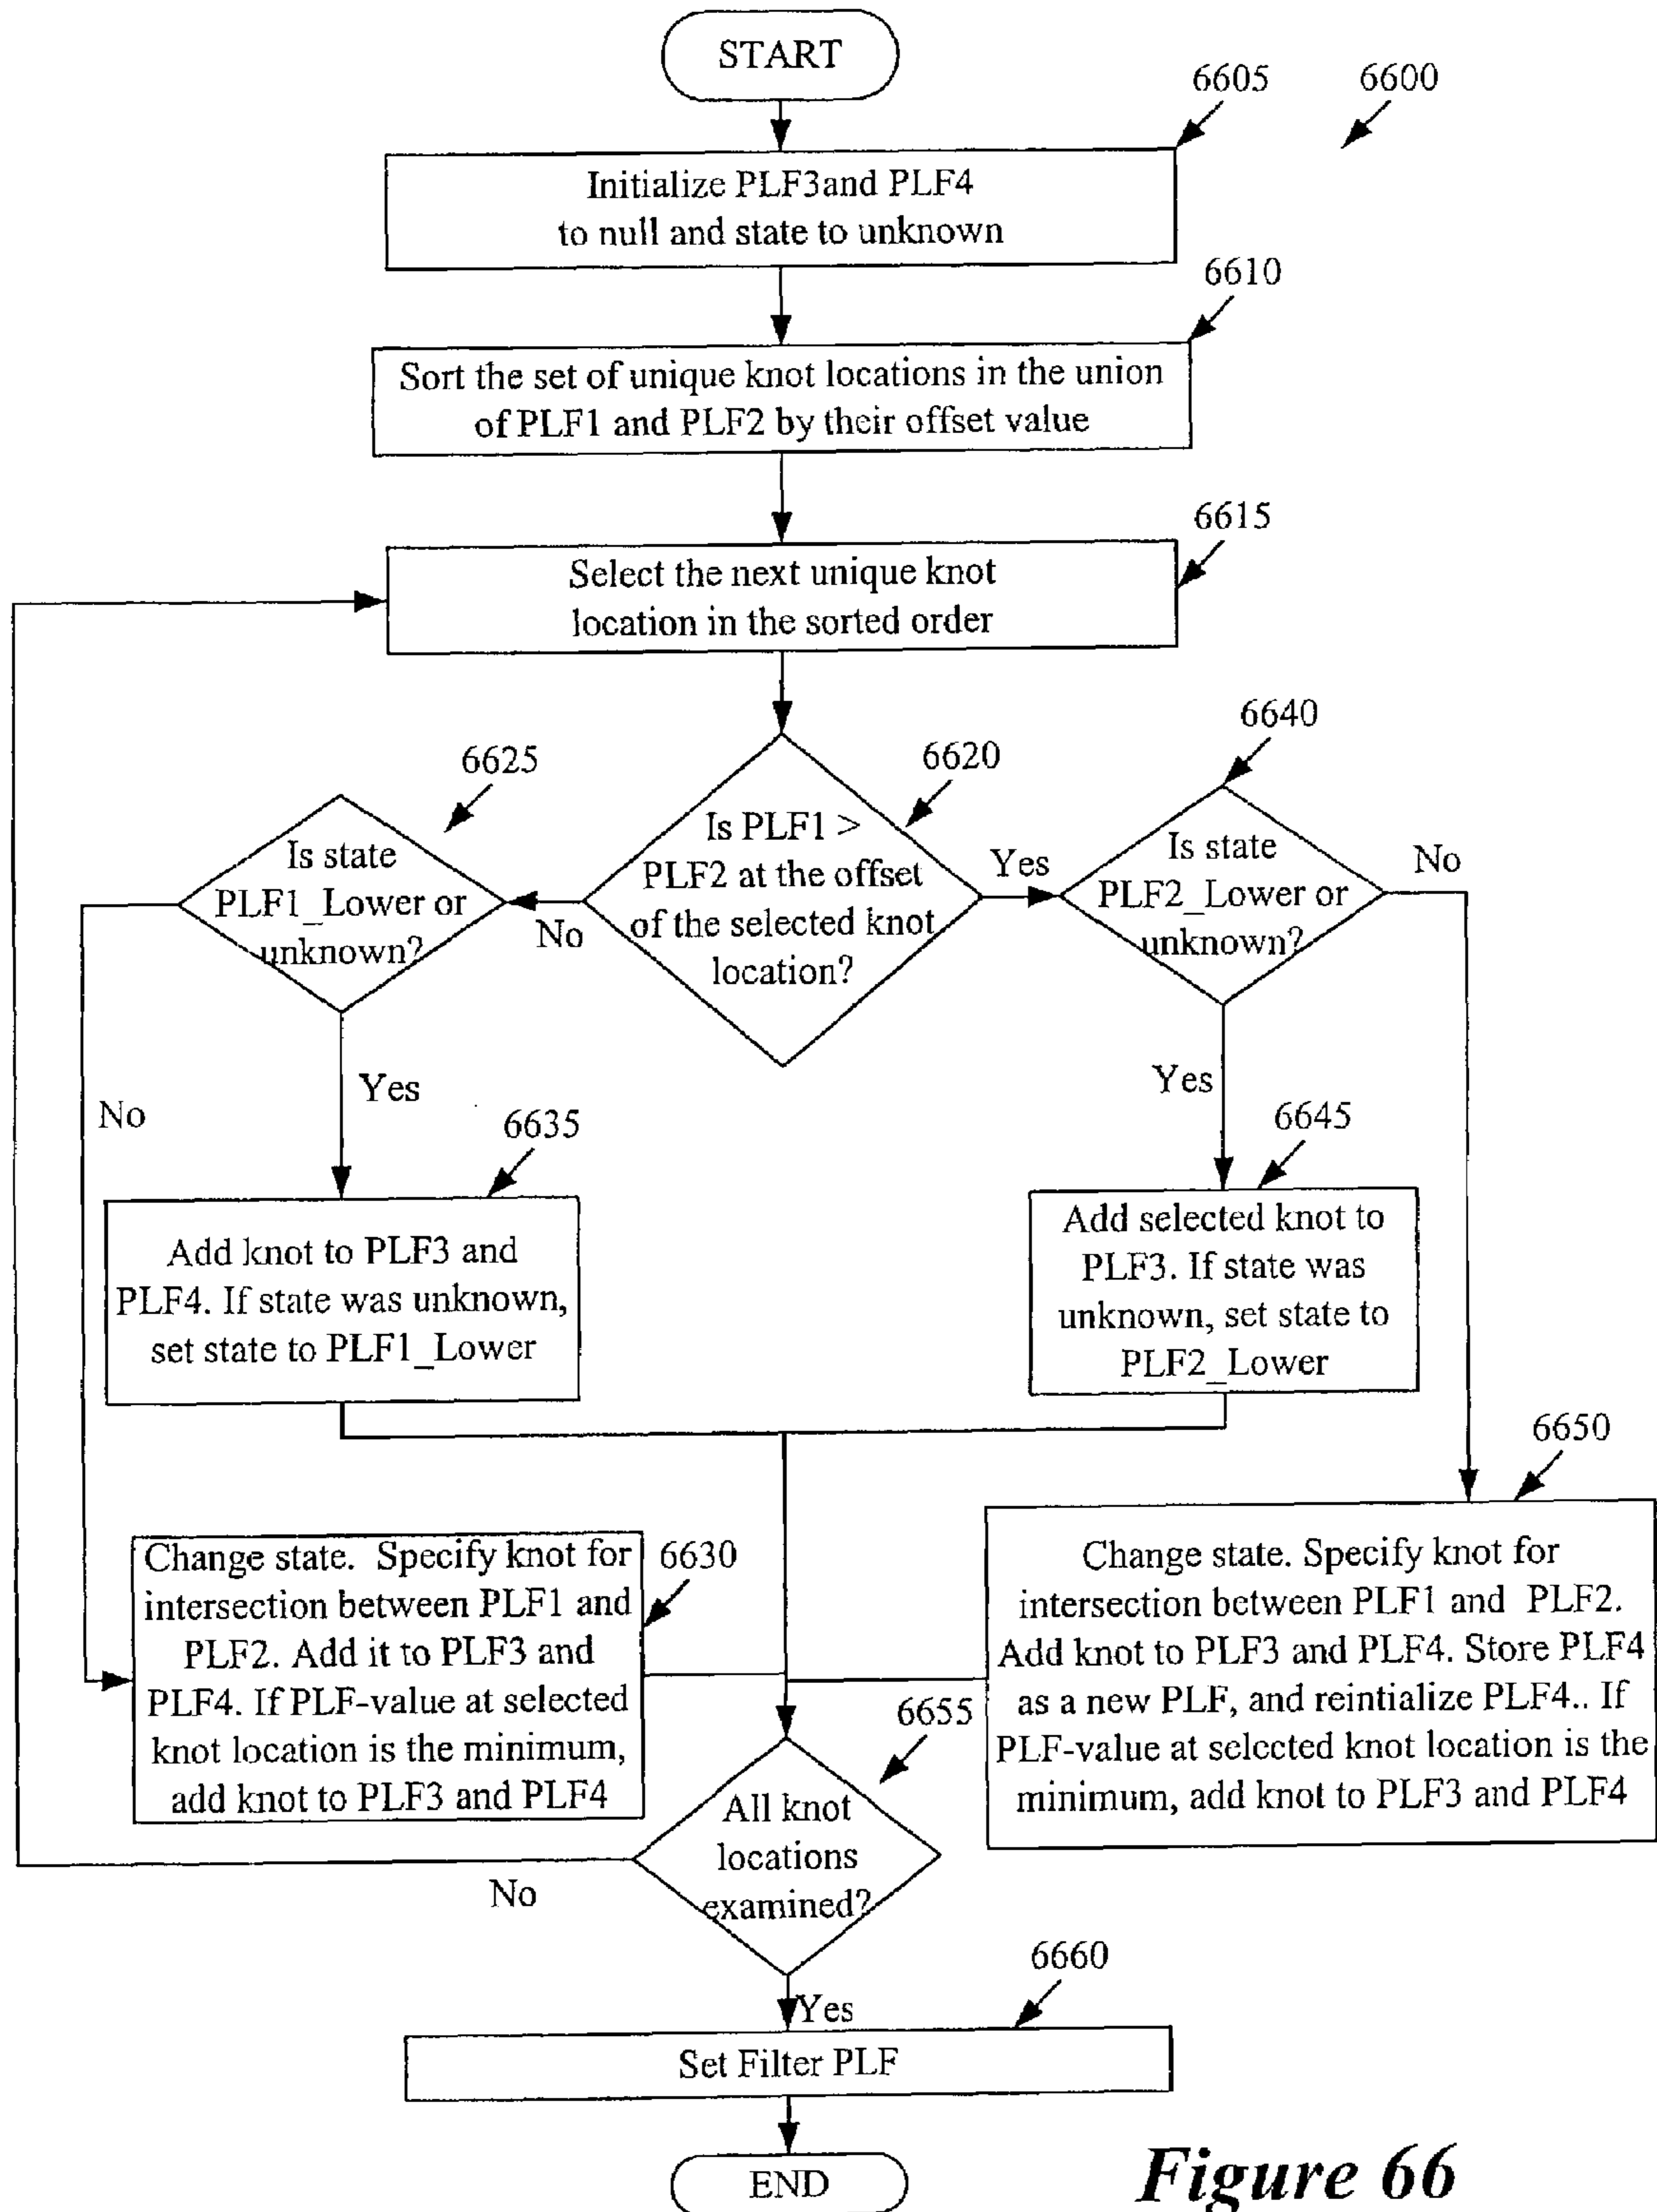 START
6605
6600
Initialize PLF3and PLF4
to null and state to unknown
6610
Sort the set of unique knot locations in the union
of PLF1 and PLF2 by their offset value
6615
Select the next unique knot
location in the sorted order
6625
Is state
PLF1_Lower or
unknown?
6620
Is PLF1 >
PLF2 at the offset
of the selected knot
location?
No
Yes
6640
Is state
PLF2_Lower or
unknown?
No
No
Yes
Yes
6635
Add knot to PLF3 and
PLF4. If state was unknown,
set state to PLF1_Lower
6645
Add selected knot to
PLF3. If state was
unknown, set state to
PLF2_Lower
6630
Change state. Specify knot for
intersection between PLF1 and
PLF2. Add it to PLF3 and
PLF4. If PLF-value at selected
knot location is the minimum,
add knot to PLF3 and PLF4
6650
Change state. Specify knot for
intersection between PLF1 and PLF2.
Add knot to PLF3 and PLF4. Store PLF4
as a new PLF, and reintialize PLF4.. If
PLF-value at selected knot location is the
minimum, add knot to PLF3 and PLF4
6655
All knot
locations
examined?
No
Yes
6660
Set Filter PLF
END
Figure 66